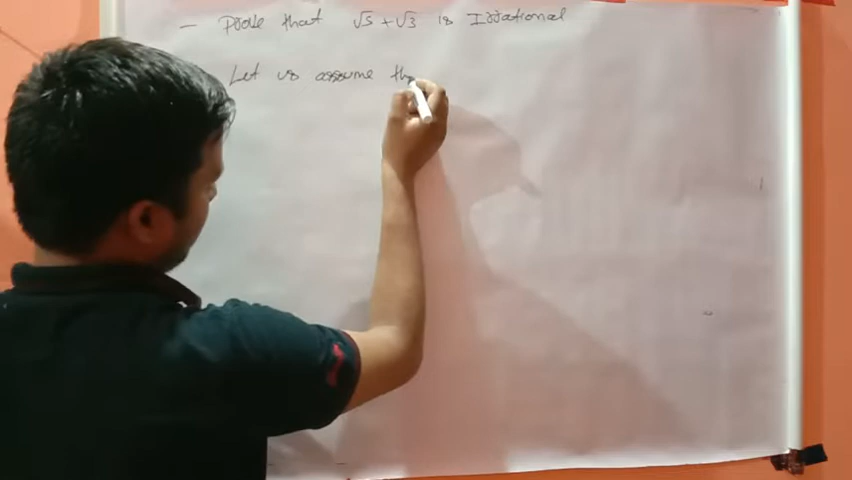 - Prove that √5 + √3 is Irrational
Let us assume tha